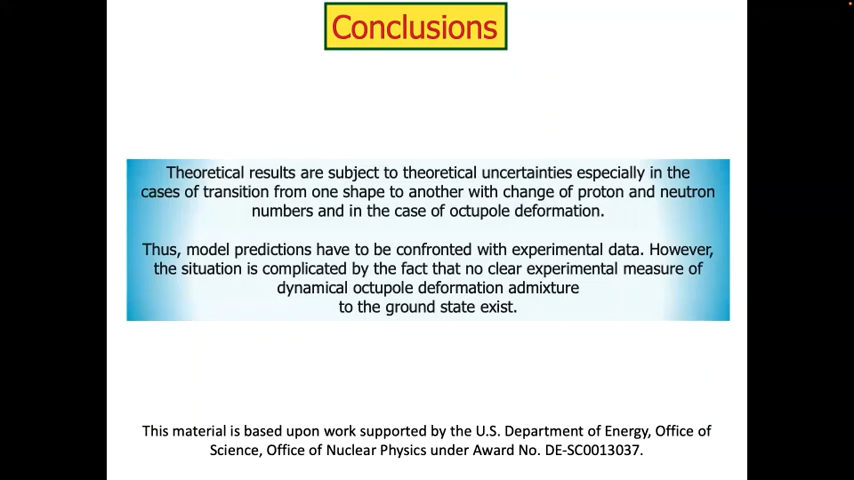 Conclusions
Theoretical results are subject to theoretical uncertainties especially in the
cases of transition from one shape to another with change of proton and neutron
numbers and in the case of octupole deformation.
Thus, model predictions have to be confronted with experimental data. However,
the situation is complicated by the fact that no clear experimental measure of
dynamical octupole deformation admixture
to the ground state exist.
This material is based upon work supported by the U.S. Department of Energy, Office of
Science, Office of Nuclear Physics under Award No. DE-SC0013037.